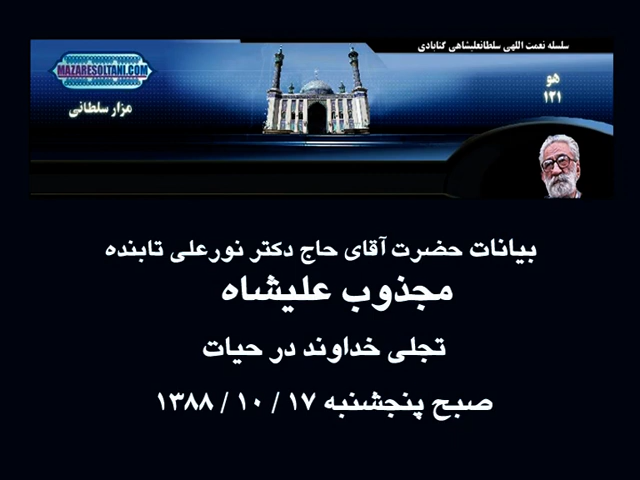 سلسله نعمت اللهی سلطانعلیشاهی گنابادی
MAZARESOLTANI.COM
مزار سلطانی
هو
۱۲۱
بیانات حضرت آقای حاج دکتر نورعلی تابنده
مجذوب علیشاه
تجلی خداوند در حیات
صبح پنجشنبه ۱۷ / ۱۰ / ۱۳۸۸